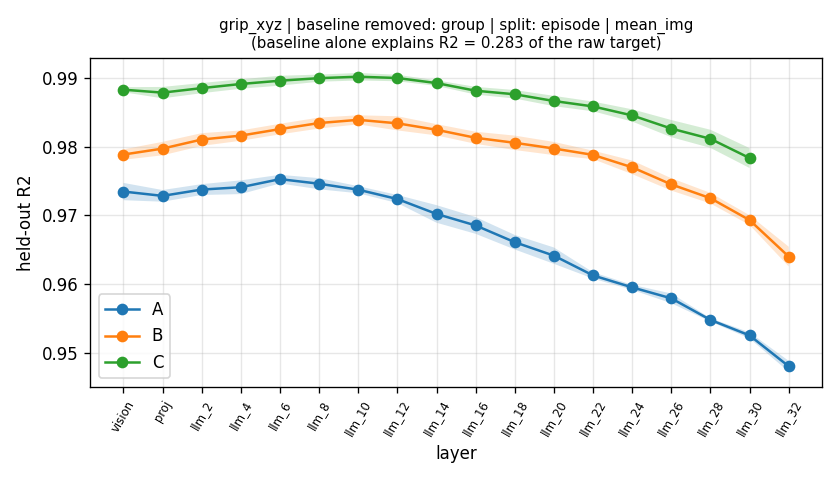 grip_xyz | baseline removed: group | split: episode | mean_img
(baseline alone explains R2 = 0.283 of the raw target)
held-out R2
0.99
0.98
0.97
0.96
0.95
A
B
C
vision
proj
llm_2
llm_4
llm_6
llm_8
llm_10
llm_12
llm_14
llm_16
llm_18
llm_20
llm_22
llm_24
llm_26
llm_28
llm_30
llm_32
layer